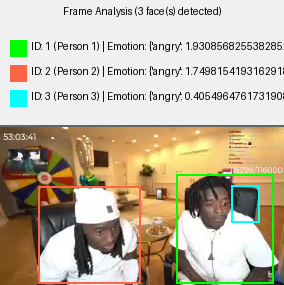 Frame Analysis (3 face(s) detected)
ID: 1 (Person 1) | Emotion: {'angry': 1.930856825538285
ID: 2 (Person 2) | Emotion: {'angry': 1.749815419316291
ID: 3 (Person 3) | Emotion: {'angry': 0.405496476173190
53:03:41
/116000